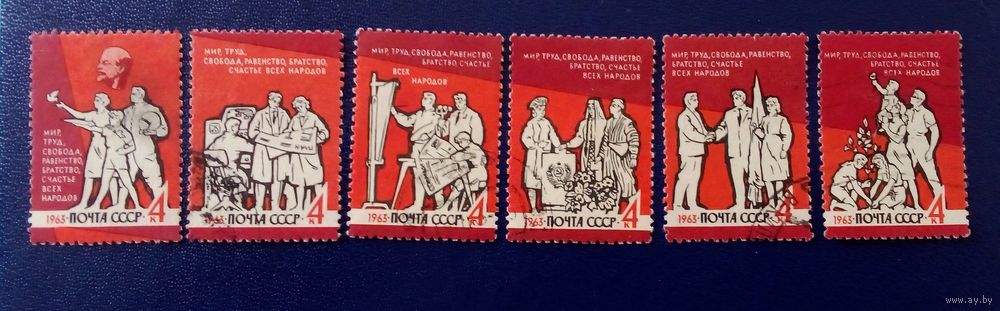 МИР,
ТРУД,
СВОБОДА,
РАВЕНСТВО,
БРАТСТВО,
СЧАСТЬЕ
ВСЕХ
НАРОДОВ
1963·ПОЧТА СССР· 4 К
МИР, ТРУД,
СВОБОДА, РАВЕНСТВО, БРАТСТВО,
СЧАСТЬЕ ВСЕХ НАРОДОВ
1963·ПОЧТА СССР· 4 К
МИР, ТРУД, СВОБОДА, РАВЕНСТВО,
БРАТСТВО, СЧАСТЬЕ
ВСЕХ НАРОДОВ
1963·ПОЧТА СССР· 4 К
МИР, ТРУД, СВОБОДА, РАВЕНСТВО,
БРАТСТВО, СЧАСТЬЕ
ВСЕХ НАРОДОВ
1963·ПОЧТА СССР· 4 К
МИР, ТРУД, СВОБОДА, РАВЕНСТВО,
БРАТСТВО, СЧАСТЬЕ
ВСЕХ НАРОДОВ
1963·ПОЧТА СССР· 4 К
МИР, ТРУД, СВОБОДА, РАВЕНСТВО,
БРАТСТВО, СЧАСТЬЕ
ВСЕХ НАРОДОВ
1963·ПОЧТА СССР· 4 К
www.ay.by